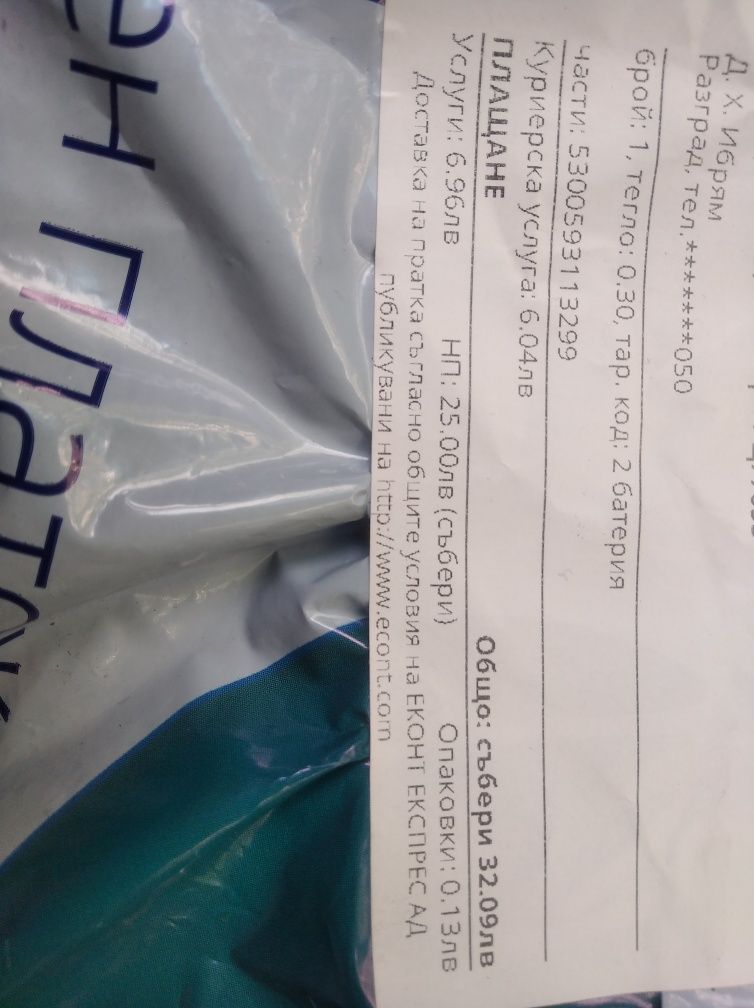 Д. Х. Ибрям
Разград, тел.*******050
брой: 1, тегло: 0.30, тар. код: 2 батерия
части: 5300593113299
Куриерска услуга: 6.04лв
ПЛАЩАНЕ Общо: събери 32.09лв
Услуги: 6.96лв НП: 25.00лв (събери) Опаковки: 0.13лв
Доставка на пратка съгласно общите условия на ЕКОНТ ЕКСПРЕС АД
публикувани на http://www.econt.com
ен плат